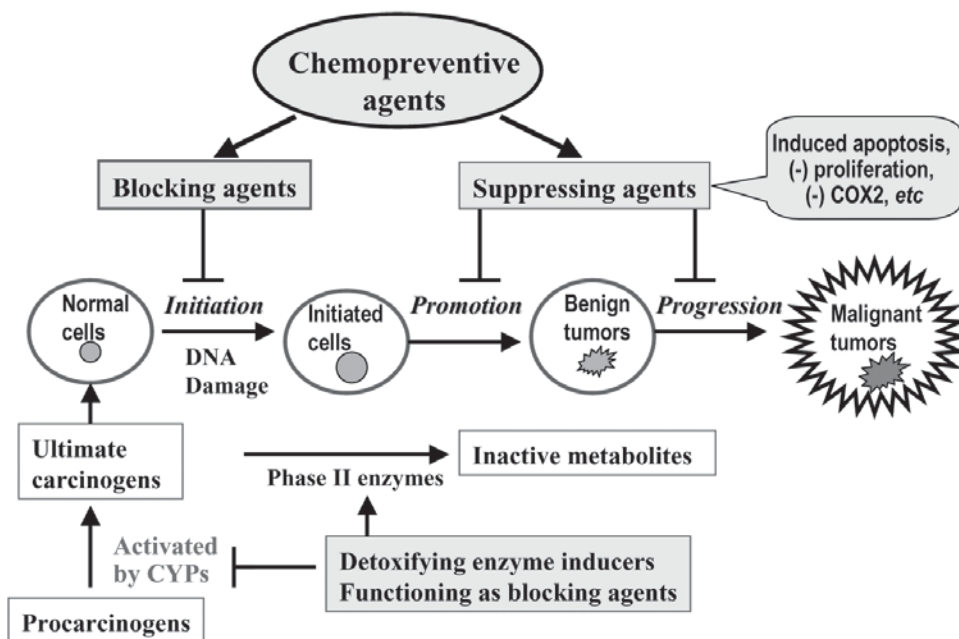 Chemopreventive
agents
Blocking agents
Suppressing agents
Induced apoptosis,
(-) proliferation,
(-) COX2, etc
Normal
cells
Initiation
DNA
Damage
Initiated
cells
Promotion
Benign
tumors
Progression
Malignant
tumors
Ultimate
carcinogens
Phase II enzymes
Inactive metabolites
Activated
by CYPs
Detoxifying enzyme inducers
Functioning as blocking agents
Procarcinogens